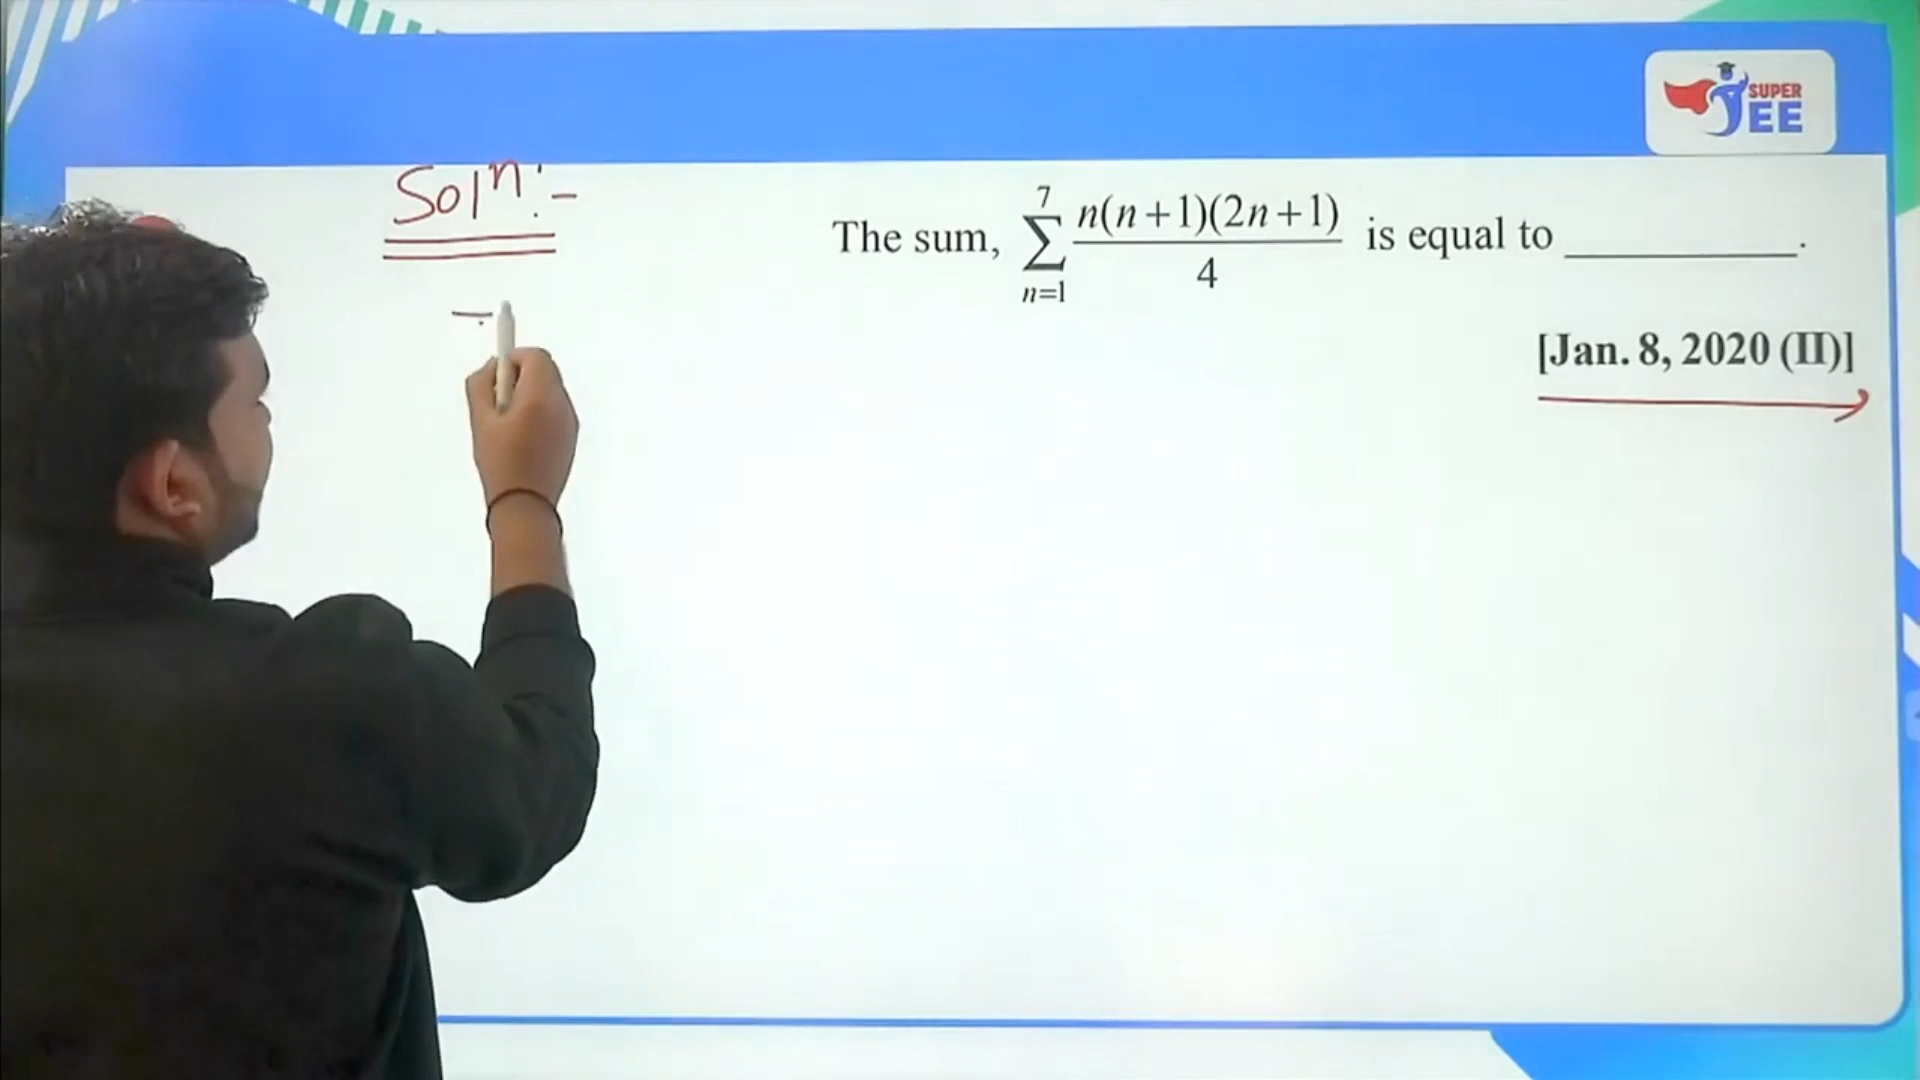 SUPER
JEE
Solⁿ:-
The sum, \sum_{n=1}^{7} \frac{n(n+1)(2n+1)}{4} is equal to __________.
[Jan. 8, 2020 (II)]